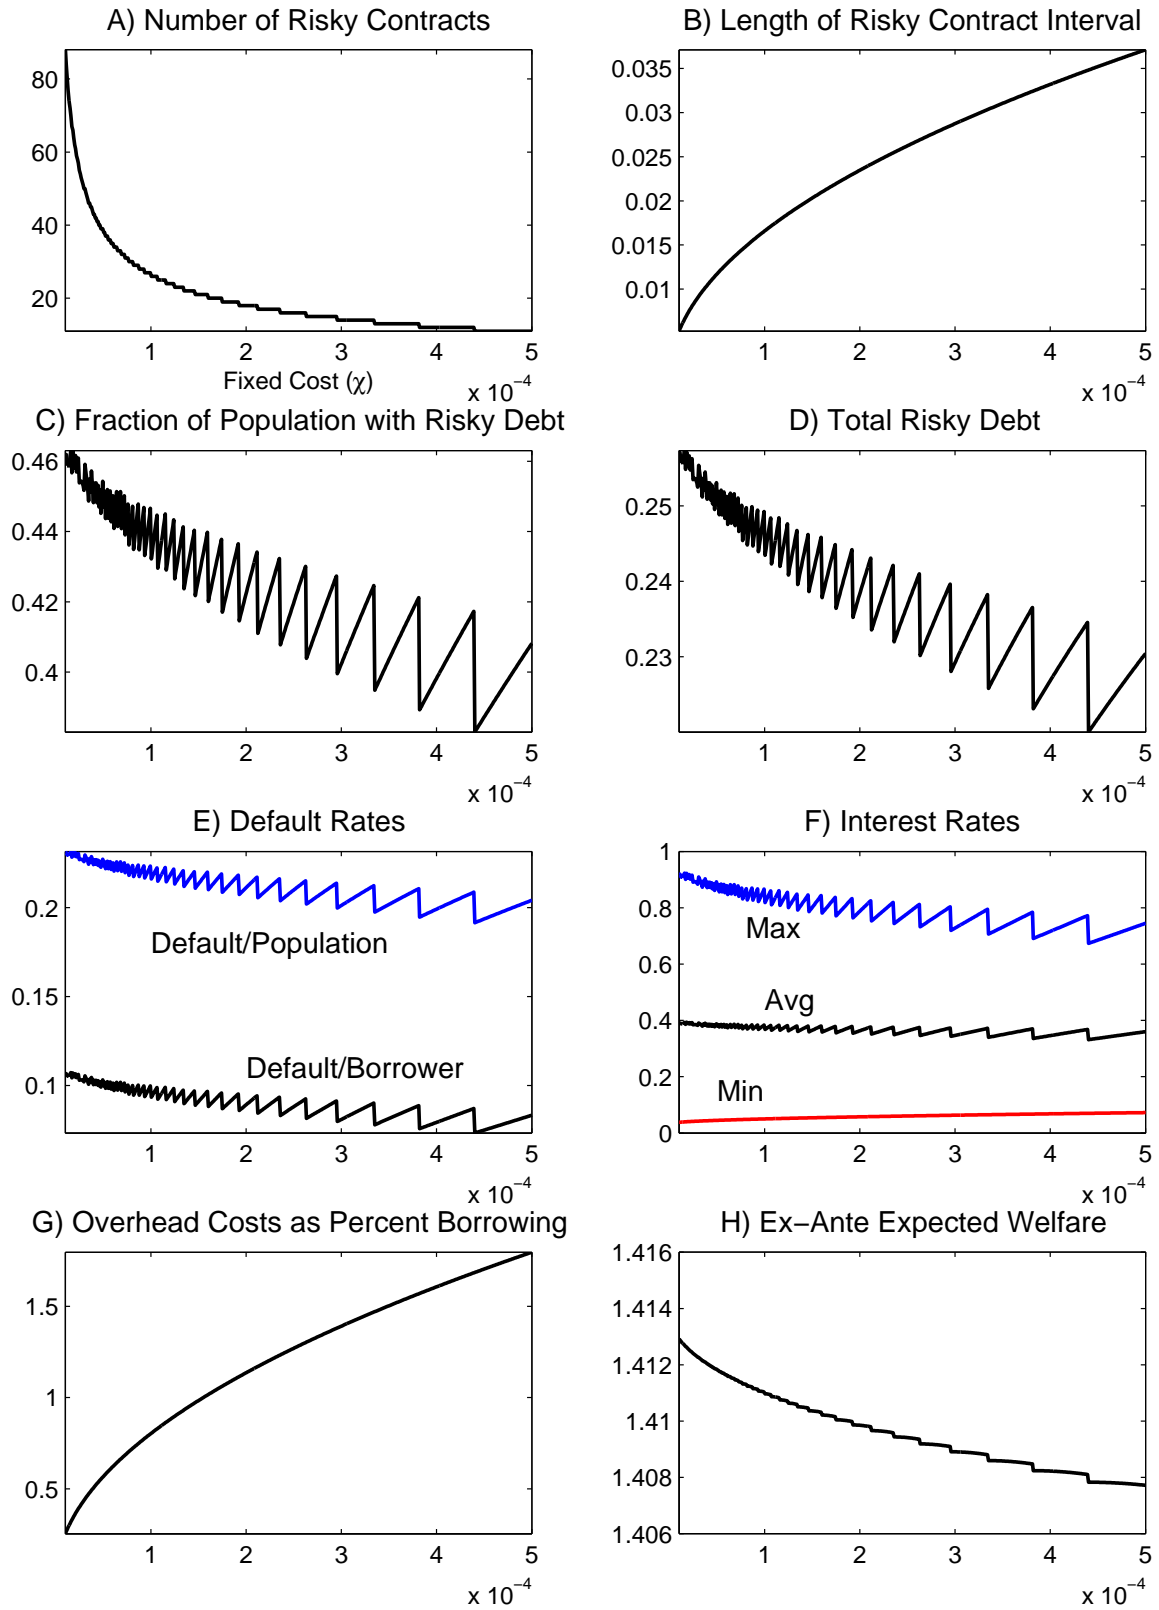 A) Number of Risky Contracts
80
60
40
20
1 2 3 4 5
Fixed Cost (χ)
x 10−4
B) Length of Risky Contract Interval
0.035
0.03
0.025
0.02
0.015
0.01
1 2 3 4 5
x 10−4
C) Fraction of Population with Risky Debt
0.46
0.44
0.42
0.4
1 2 3 4 5
x 10−4
D) Total Risky Debt
0.25
0.24
0.23
1 2 3 4 5
x 10−4
E) Default Rates
0.2
Default/Population
0.15
Default/Borrower
0.1
1 2 3 4 5
x 10−4
F) Interest Rates
1
0.8
Max
0.6
Avg
0.4
0.2
Min
0
1 2 3 4 5
x 10−4
G) Overhead Costs as Percent Borrowing
1.5
1
0.5
1 2 3 4 5
x 10−4
H) Ex−Ante Expected Welfare
1.416
1.414
1.412
1.41
1.408
1.406
1 2 3 4 5
x 10−4